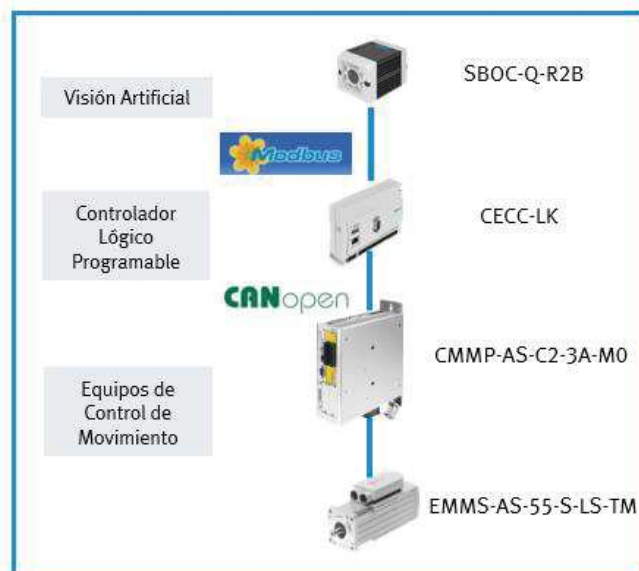 SBOC-Q-R2B
Visión Artificial
Modbus
Controlador
Lógico
Programable
CECC-LK
CANopen
CMMP-AS-C2-3A-M0
Equipos de
Control de
Movimiento
EMMS-AS-55-S-LS-TM